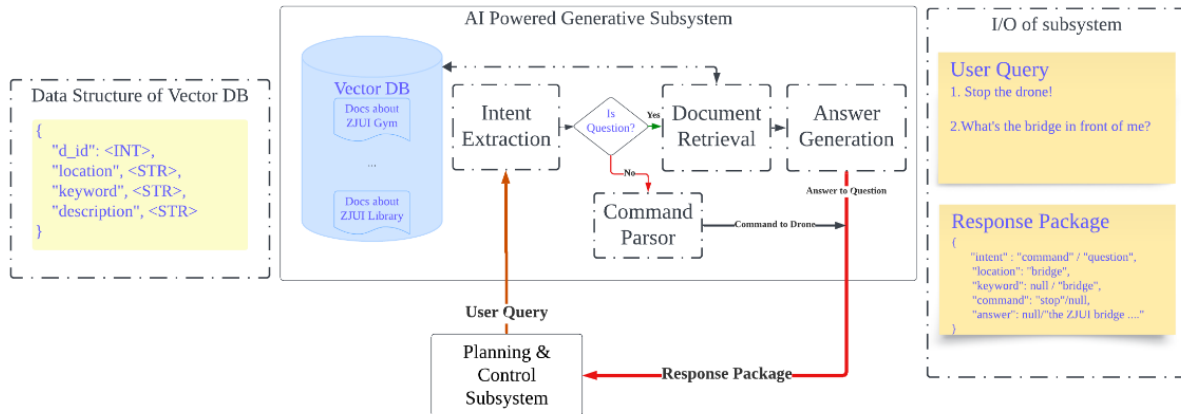 AI Powered Generative Subsystem
Data Structure of Vector DB
{
"d_id": <INT>,
"location", <STR>,
"keyword", <STR>,
"description", <STR>
}
Vector DB
Docs about
ZJUI Gym
...
Docs about
ZJUI Library
Intent
Extraction
Is
Question?
Yes
No
Document
Retrieval
Answer
Generation
Command
Parsor
Command to Drone
Answer to Question
User Query
Planning &
Control
Subsystem
Response Package
I/O of subsystem
User Query
1. Stop the drone!
2.What's the bridge in front of me?
Response Package
{
"intent" : "command" / "question",
"location": "bridge",
"keyword": null / "bridge",
"command": "stop"/null,
"answer": null/"the ZJUI bridge ...."
}